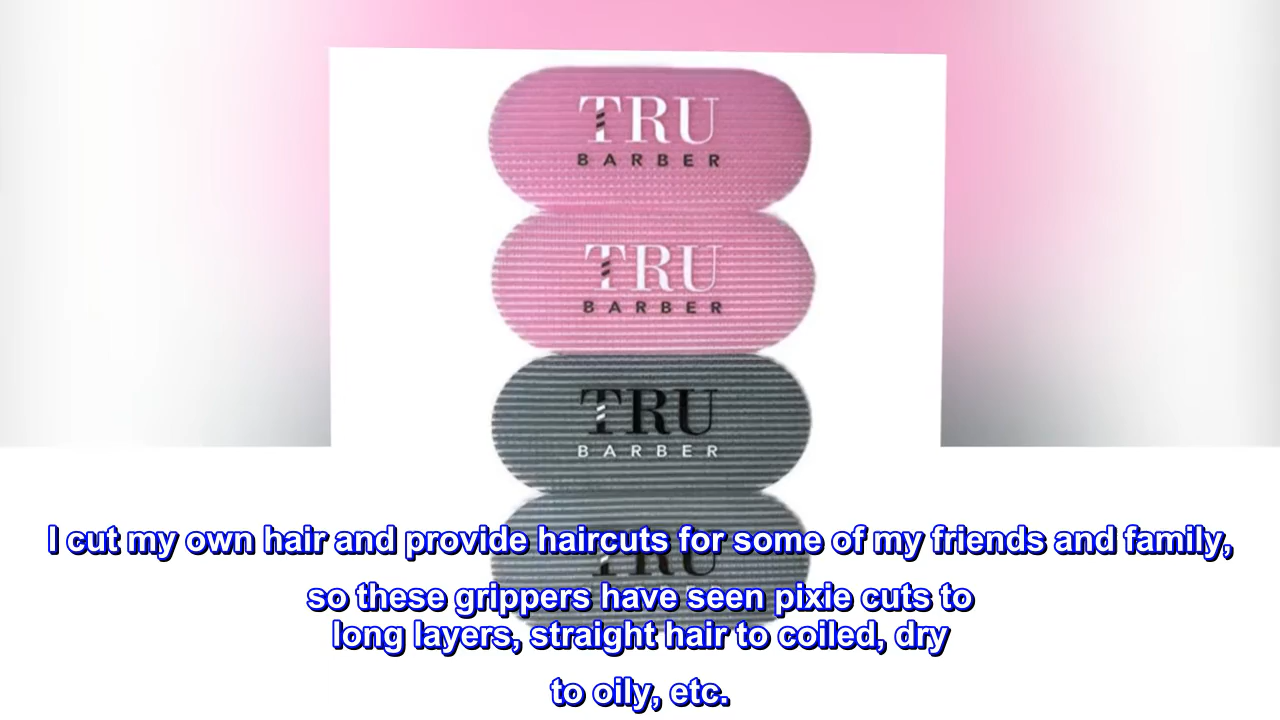 TRU
BARBER
TRU
BARBER
TRU
BARBER
TRU
I cut my own hair and provide haircuts for some of my friends and family,
so these grippers have seen pixie cuts to
long layers, straight hair to coiled, dry
to oily, etc.